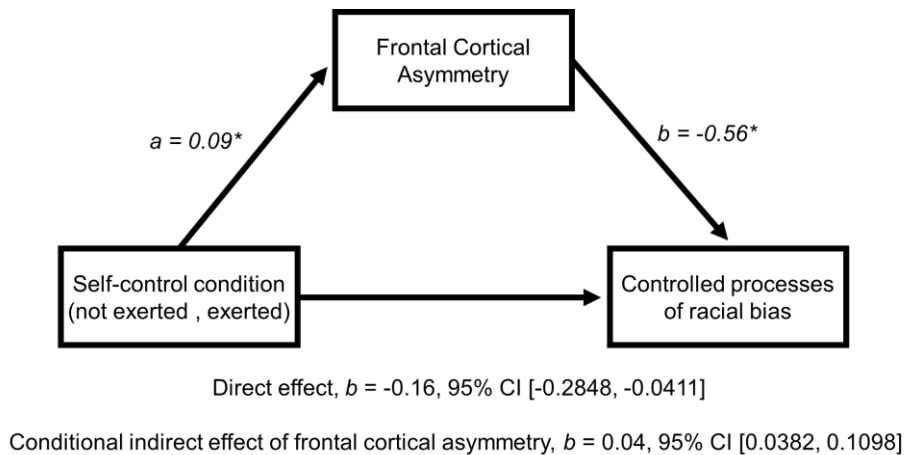 Frontal Cortical
Asymmetry
a = 0.09*
b = -0.56*
Self-control condition
(not exerted , exerted)
Controlled processes
of racial bias
Direct effect, b = -0.16, 95% CI [-0.2848, -0.0411]
Conditional indirect effect of frontal cortical asymmetry, b = 0.04, 95% CI [0.0382, 0.1098]